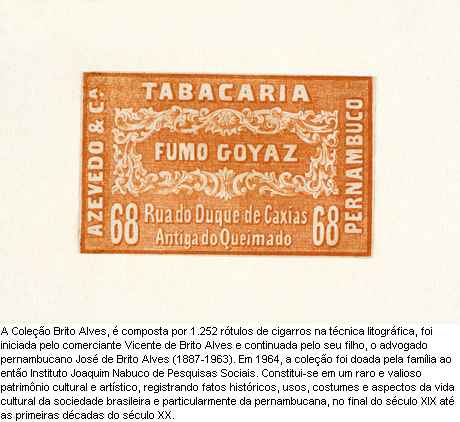 TABACARIA
AZEVEDO & Cª
FUMO GOYAZ
PERNAMBUCO
68 Rua do Duque de Caxias 68
Antiga do Queimado
A Coleção Brito Alves, é composta por 1.252 rótulos de cigarros na técnica litográfica, foi
iniciada pelo comerciante Vicente de Brito Alves e continuada pelo seu filho, o advogado
pernambucano José de Brito Alves (1887-1963). Em 1964, a coleção foi doada pela família ao
então Instituto Joaquim Nabuco de Pesquisas Sociais. Constitui-se em um raro e valioso
patrimônio cultural e artístico, registrando fatos históricos, usos, costumes e aspectos da vida
cultural da sociedade brasileira e particularmente da pernambucana, no final do século XIX até
as primeiras décadas do século XX.